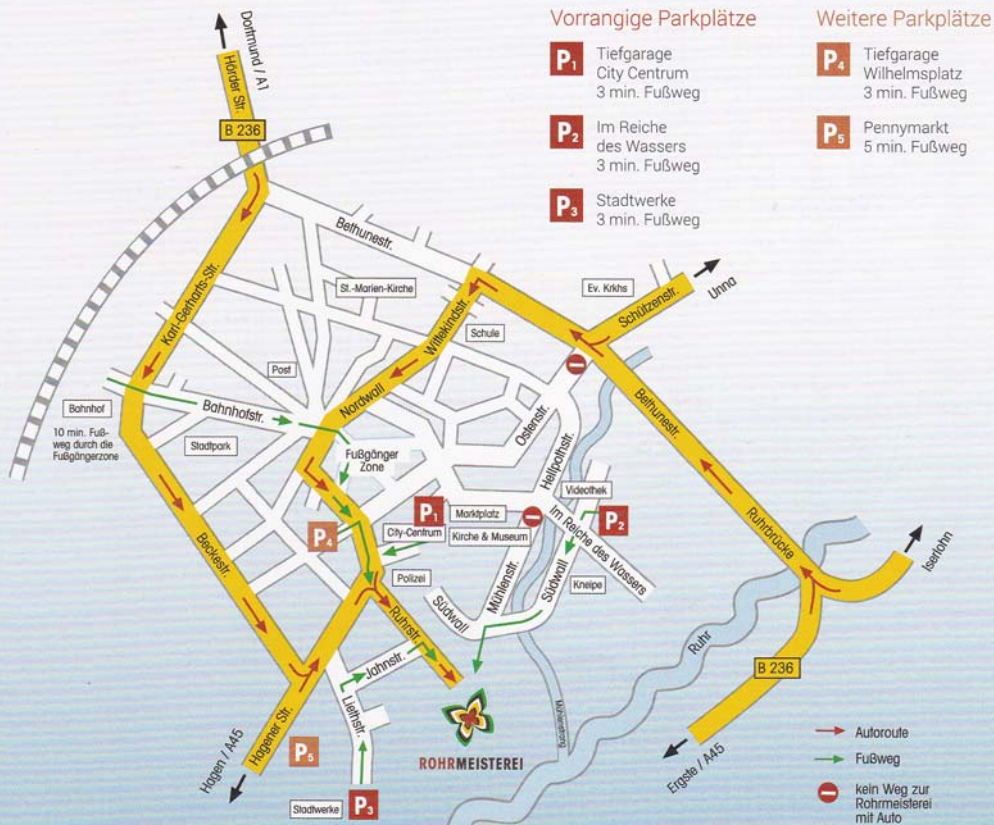 Vorrangige Parkplätze
P1
Tiefgarage
City Centrum
3 min. Fußweg
P2
Im Reiche
des Wassers
3 min. Fußweg
P3
Stadtwerke
3 min. Fußweg
Weitere Parkplätze
P4
Tiefgarage
Wilhelmsplatz
3 min. Fußweg
P5
Pennymarkt
5 min. Fußweg
Dortmund / A1
Hörder Str.
B 236
Bethunestr.
Karl-Gerharts-Str.
St.-Marien-Kirche
Ev. Krkhs
Unna
Schützenstr.
Wittekindstr.
Schule
Post
Nordwall
Bahnhof
10 min. Fuß-
weg durch die
Fußgängerzone
Bahnhofstr.
Stadtpark
Fußgänger
Zone
Ostenstr.
Hellpothstr.
Bethunestr.
Videothek
P1
Marktplatz
City-Centrum
Kirche & Museum
P2
Im Reiche des Wassers
P4
Polizei
Kneipe
Ruhrbrücke
Iserlohn
Beckestr.
Mühlenstr.
Südwall
Südwall
Ruhrstr.
Jahnstr.
Liethstr.
Ruhr
B 236
Mühlenstrang
Hagener Str.
Hagen / A45
P5
ROHRMEISTEREI
Ergste / A45
Stadtwerke
P3
Autoroute
Fußweg
kein Weg zur
Rohrmeisterei
mit Auto